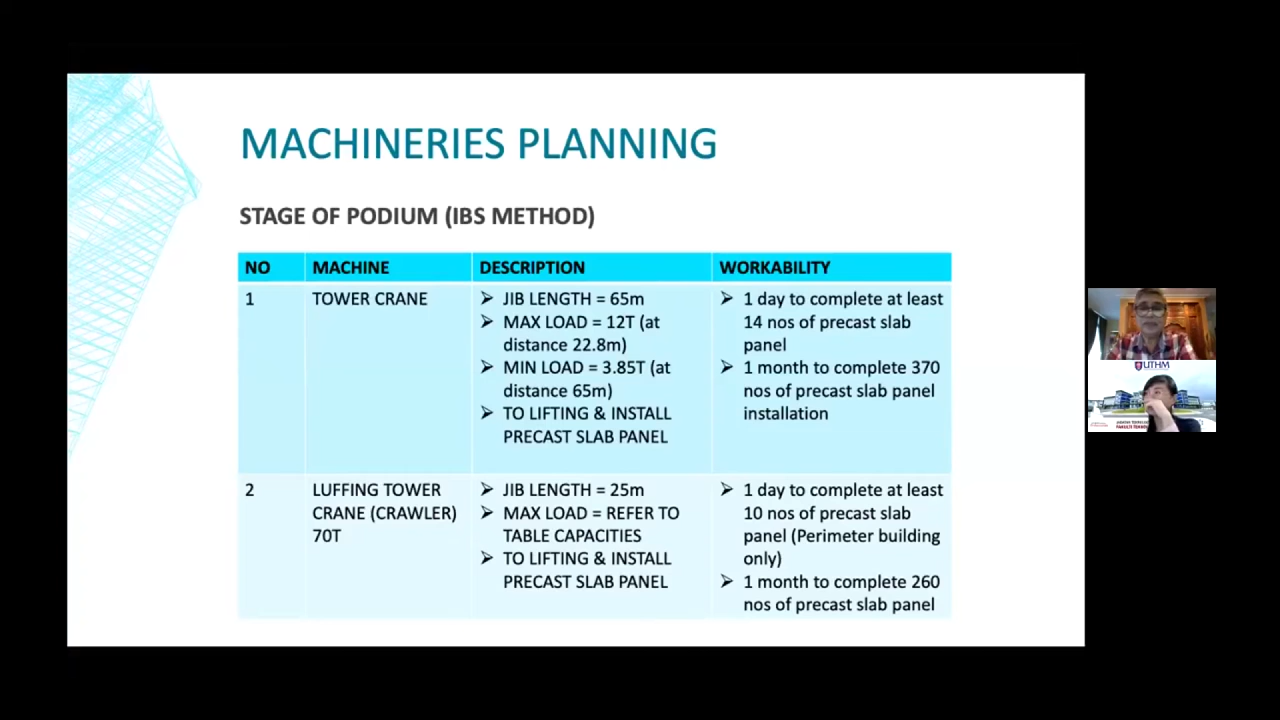 MACHINERIES PLANNING
STAGE OF PODIUM (IBS METHOD)
NO MACHINE DESCRIPTION WORKABILITY
1 TOWER CRANE
➢ JIB LENGTH = 65m
➢ MAX LOAD = 12T (at
distance 22.8m)
➢ MIN LOAD = 3.85T (at
distance 65m)
➢ TO LIFTING & INSTALL
PRECAST SLAB PANEL
➢ 1 day to complete at least
14 nos of precast slab
panel
➢ 1 month to complete 370
nos of precast slab panel
installation
2 LUFFING TOWER
CRANE (CRAWLER)
70T
➢ JIB LENGTH = 25m
➢ MAX LOAD = REFER TO
TABLE CAPACITIES
➢ TO LIFTING & INSTALL
PRECAST SLAB PANEL
➢ 1 day to complete at least
10 nos of precast slab
panel (Perimeter building
only)
➢ 1 month to complete 260
nos of precast slab panel
UTHM